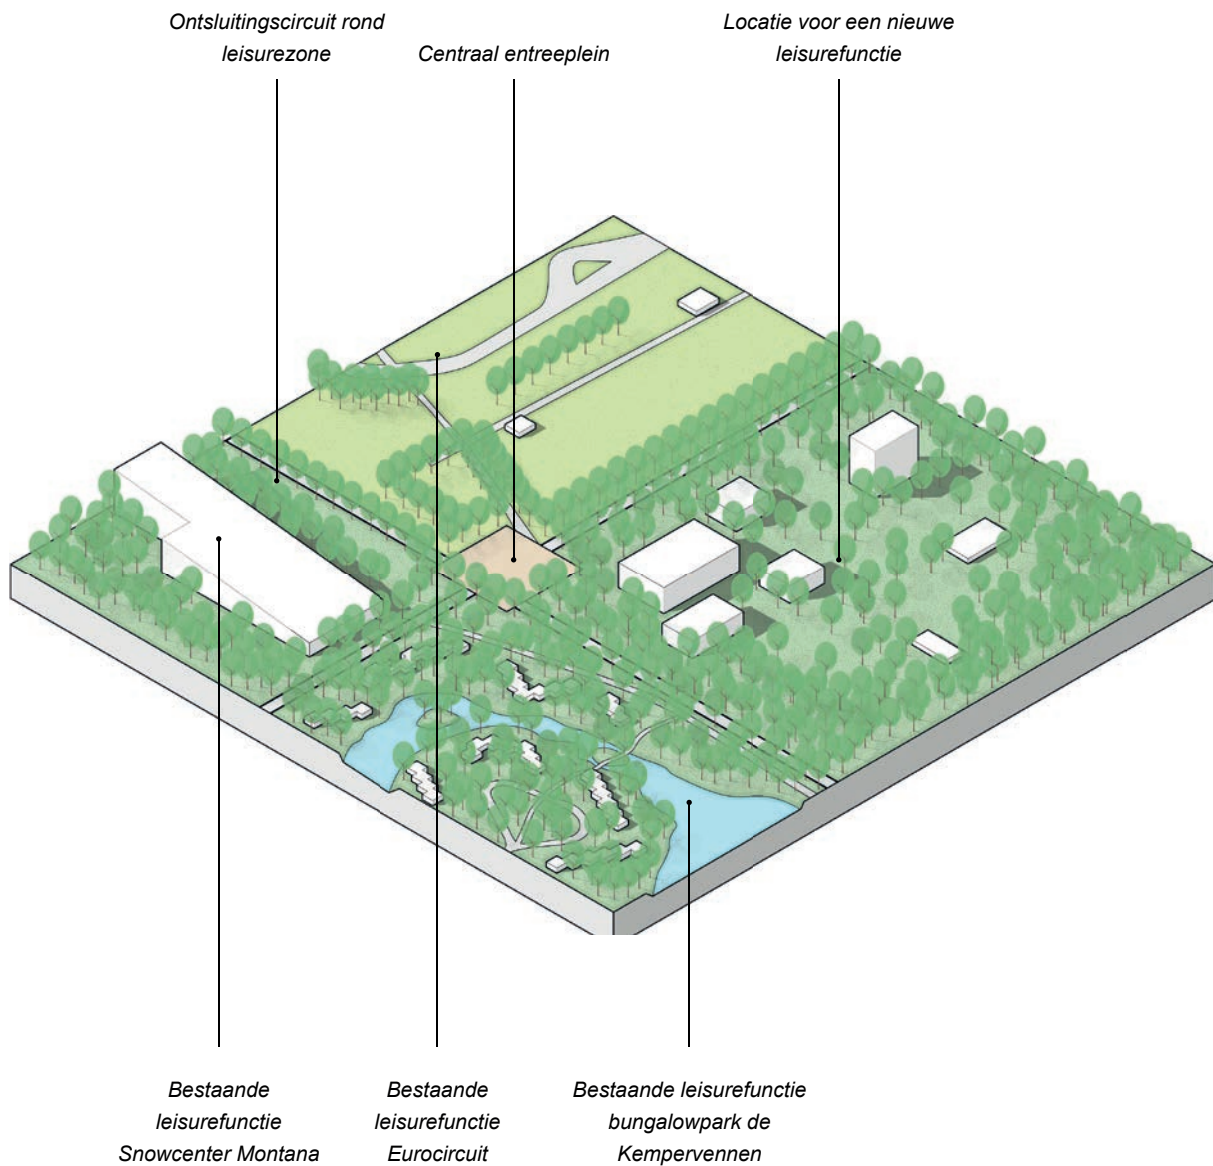 Ontsluitingscircuit rond
leisurezone
Centraal entreeplein
Locatie voor een nieuwe
leisurefunctie
Bestaande
leisurefunctie
Snowcenter Montana
Bestaande
leisurefunctie
Eurocircuit
Bestaande leisurefunctie
bungalowpark de
Kempervennen